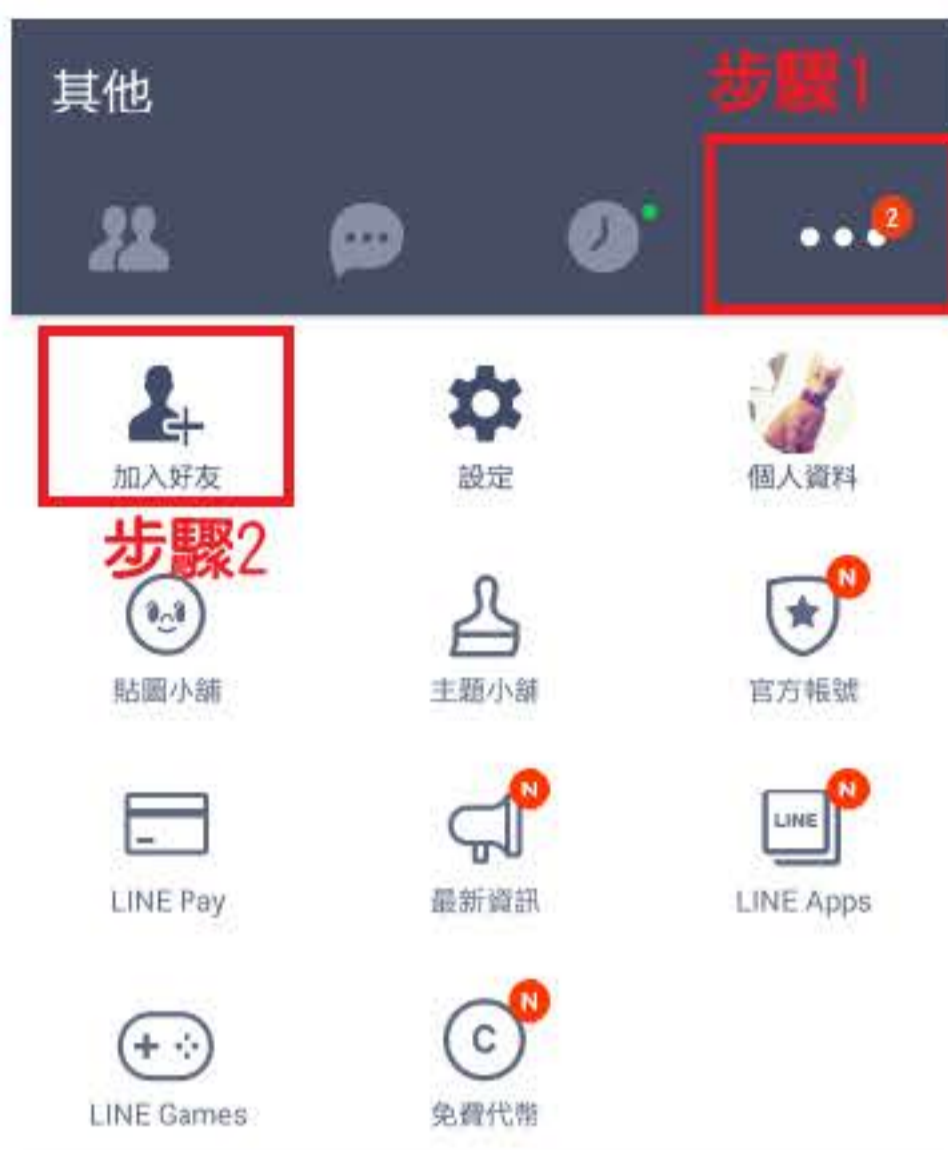 其他
步驟1
2
加入好友
設定
個人資料
步驟2
N
貼圖小舖
主題小舖
官方帳號
N
N
LINE
LINE Pay
最新資訊
LINE Apps
N
C
LINE Games
免費代幣